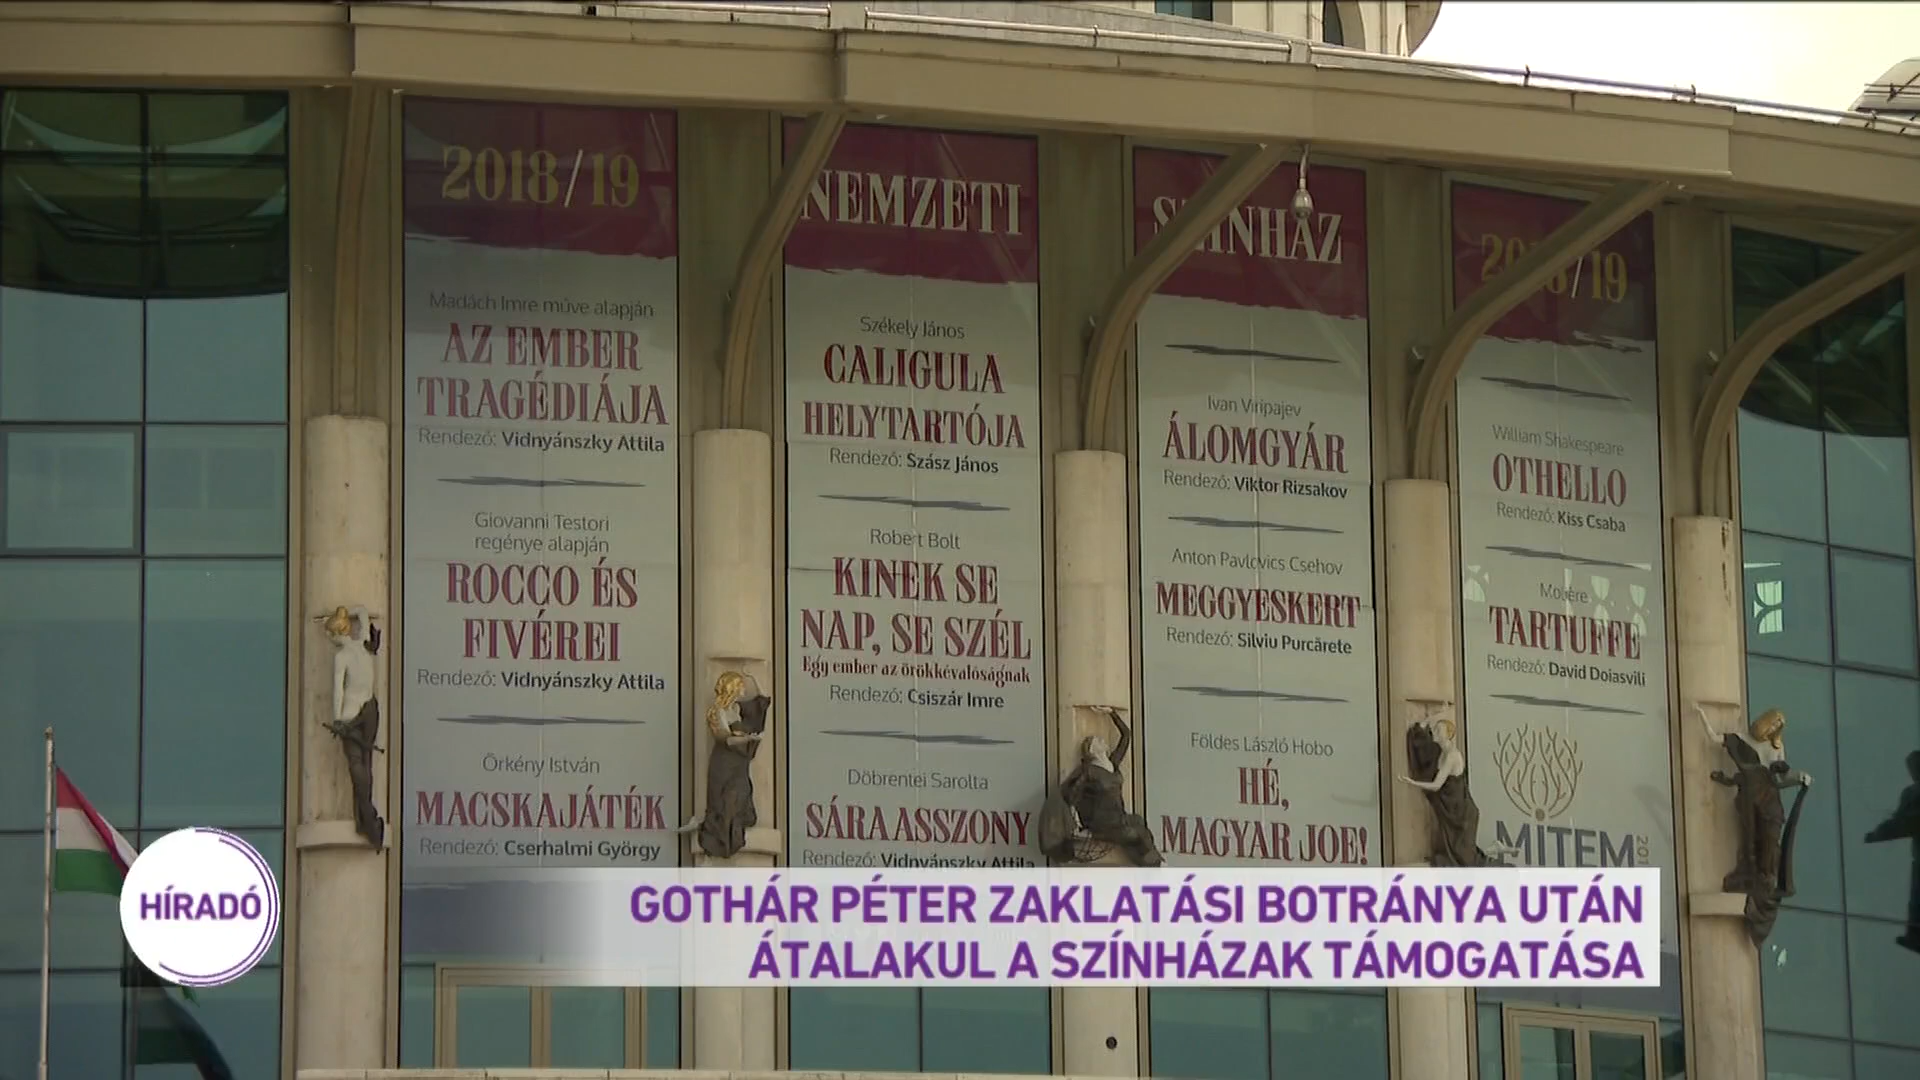 2018/19
Madách Imre műve alapján
AZ EMBER
TRAGÉDIÁJA
Rendező: Vidnyánszky Attila
Giovanni Testori
regénye alapján
ROCCO ÉS
FIVÉREI
Rendező: Vidnyánszky Attila
Örkény István
MACSKAJÁTÉK
Rendező: Cserhalmi György
NEMZETI
Székely János
CALIGULA
HELYTARTÓJA
Rendező: Szász János
Robert Bolt
KINEK SE
NAP, SE SZÉL
Egy ember az örökkévalóságnak
Rendező: Csiszár Imre
Döbrentei Sarolta
SÁRA ASSZONY
Rendező: Vidnyánszky Attila
SZÍNHÁZ
Ivan Viripajev
ÁLOMGYÁR
Rendező: Viktor Rizsakov
Anton Pavlovics Csehov
MEGGYESKERT
Rendező: Silviu Purcărete
Földes László Hobo
HÉ,
MAGYAR JOE!
2018/19
William Shakespeare
OTHELLO
Rendező: Kiss Csaba
Moliére
TARTUFFE
Rendező: David Doiasvili
MITEM
HÍRADÓ
GOTHÁR PÉTER ZAKLATÁSI BOTRÁNYA UTÁN
ÁTALAKUL A SZÍNHÁZAK TÁMOGATÁSA